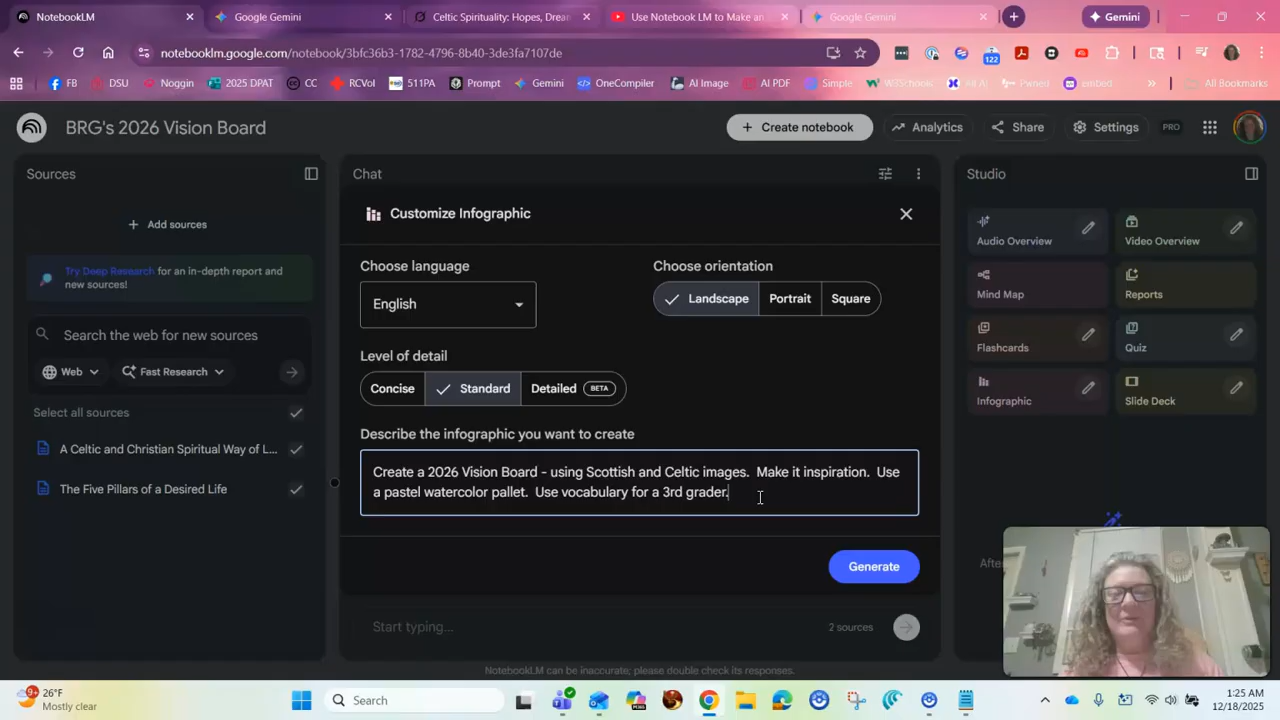 NotebookLM
Google Gemini
Celtic Spirituality: Hopes, Drean
Use Notebook LM to Make an
Google Gemini
Gemini
notebooklm.google.com/notebook/3bfc36b3-1782-4796-8b40-3de3fa7107de
122
FB
DSU
Noggin
2025 DPAT
CC
RCVol
511PA
Prompt
Gemini
OneCompiler
AI Image
AI PDF
Simple
W3Schools
All AI
Pwned
embed
All Bookmarks
BRG's 2026 Vision Board
Create notebook
Analytics
Share
Settings
PRO
Sources
Chat
Studio
Add sources
Try Deep Research for an in-depth report and
new sources!
Search the web for new sources
Web
Fast Research
Select all sources
A Celtic and Christian Spiritual Way of L...
The Five Pillars of a Desired Life
Customize Infographic
Choose language
English
Choose orientation
Landscape
Portrait
Square
Level of detail
Concise
Standard
Detailed
BETA
Describe the infographic you want to create
Create a 2026 Vision Board - using Scottish and Celtic images. Make it inspiration. Use
a pastel watercolor pallet. Use vocabulary for a 3rd grader.
Generate
Start typing...
2 sources
NotebookLM can be inaccurate; please double check its responses.
Audio Overview
Video Overview
Mind Map
Reports
Flashcards
Quiz
Infographic
Slide Deck
Afte
9+
26°F
Mostly clear
Search
1:25 AM
12/18/2025